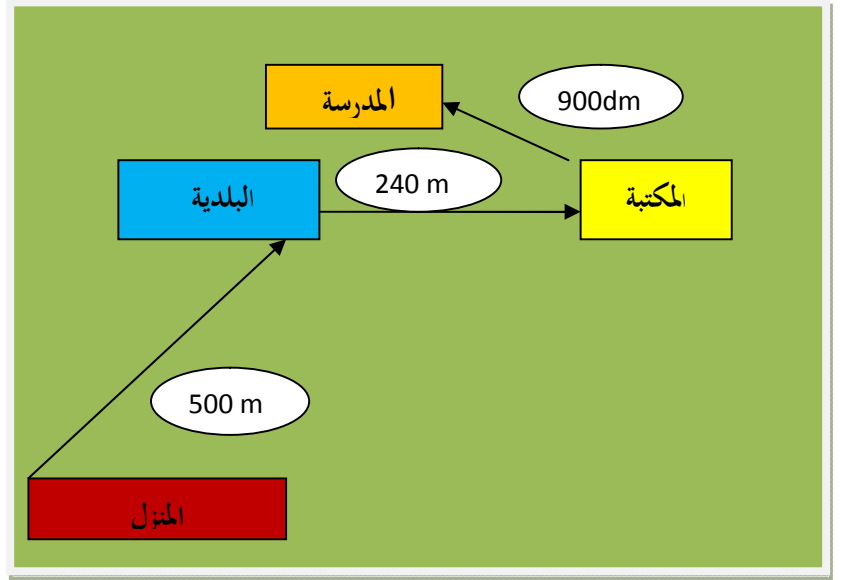 المدرسة
900dm
البلدية
240 m
المكتبة
500 m
المنزل